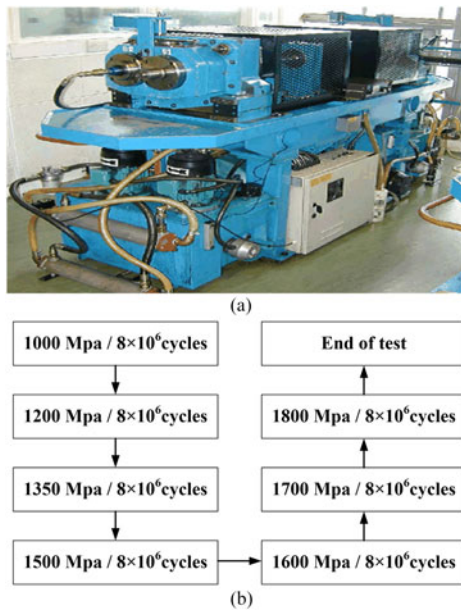 (a)
1000 Mpa / 8×10⁶cycles
1200 Mpa / 8×10⁶cycles
1350 Mpa / 8×10⁶cycles
1500 Mpa / 8×10⁶cycles
1600 Mpa / 8×10⁶cycles
1700 Mpa / 8×10⁶cycles
1800 Mpa / 8×10⁶cycles
End of test
(b)